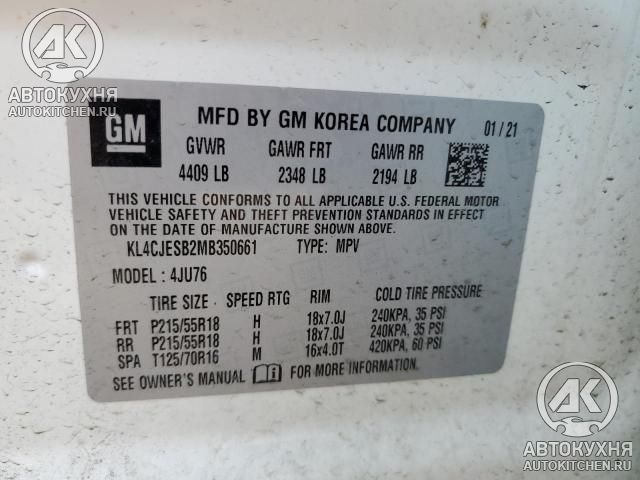 AK
АВТОКУХНЯ
AVTOKITCHEN.RU
GM
MFD BY GM KOREA COMPANY 01/21
GVWR GAWR FRT GAWR RR
4409 LB 2348 LB 2194 LB
THIS VEHICLE CONFORMS TO ALL APPLICABLE U.S. FEDERAL MOTOR
VEHICLE SAFETY AND THEFT PREVENTION STANDARDS IN EFFECT
ON THE DATE OF MANUFACTURE SHOWN ABOVE.
KL4CJESB2MB350661 TYPE: MPV
MODEL: 4JU76
TIRE SIZE SPEED RTG RIM COLD TIRE PRESSURE
FRT P215/55R18 H 18x7.0J 240KPA, 35 PSI
RR P215/55R18 H 18x7.0J 240KPA, 35 PSI
SPA T125/70R16 M 16x4.0T 420KPA, 60 PSI
SEE OWNER'S MANUAL FOR MORE INFORMATION.
AK
АВТОКУХНЯ
AVTOKITCHEN.RU